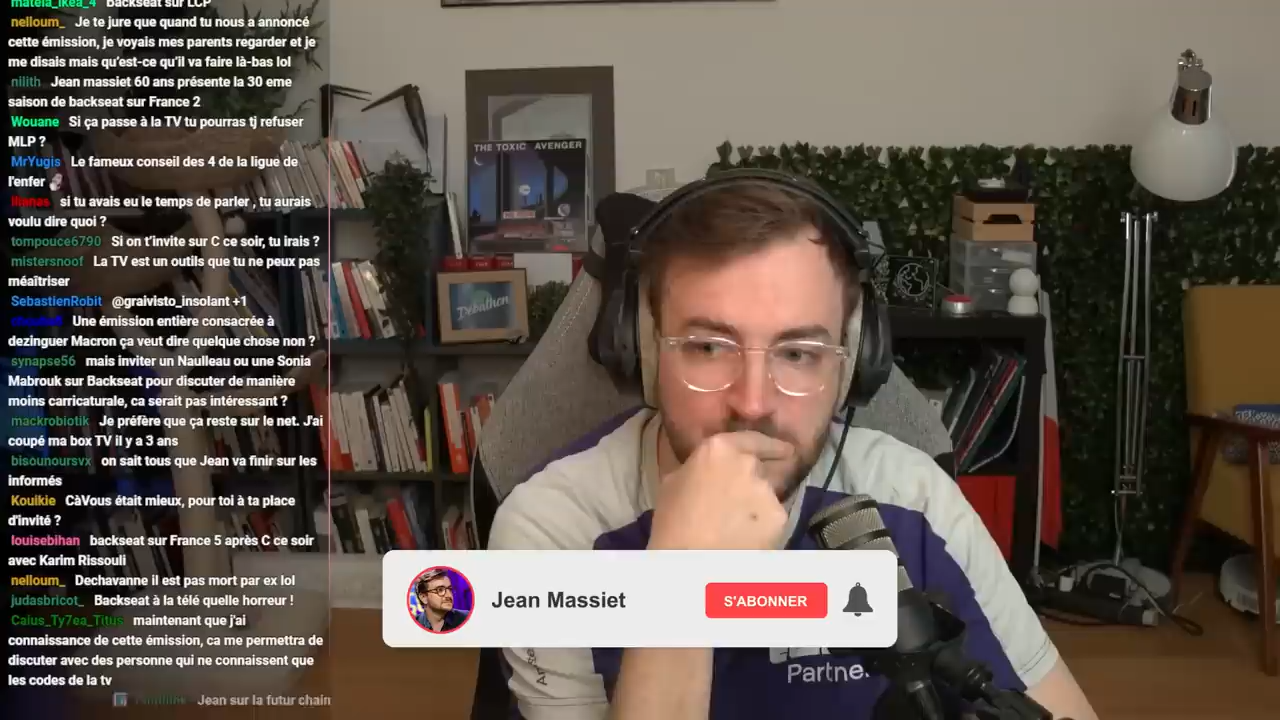 matela_ikea_4 Backseat sur LCP
nelloum_ Je te jure que quand tu nous a annoncé
cette émission, je voyais mes parents regarder et je
me disais mais qu'est-ce qu'il va faire là-bas lol
nilith Jean massiet 60 ans présente la 30 eme
saison de backseat sur France 2
Wouane Si ça passe à la TV tu pourras tj refuser
MLP ?
MrYugis Le fameux conseil des 4 de la ligue de
l'enfer
si tu avais eu le temps de parler , tu aurais
voulu dire quoi ?
tompouce6790 Si on t'invite sur C ce soir, tu irais ?
mistersnoof La TV est un outils que tu ne peux pas
méaîtriser
SebastienRobit @graivisto_insolant +1
Une émission entière consacrée à
dezinguer Macron ça veut dire quelque chose non ?
synapse56 mais inviter un Naulleau ou une Sonia
Mabrouk sur Backseat pour discuter de manière
moins carricaturale, ca serait pas intéressant ?
mackrobiotik Je préfère que ça reste sur le net. J'ai
coupé ma box TV il y a 3 ans
bisounoursvx on sait tous que Jean va finir sur les
informés
Koulkie CàVous était mieux, pour toi à ta place
d'invité ?
louisebihan backseat sur France 5 après C ce soir
avec Karim Rissouli
nelloum_ Dechavanne il est pas mort par ex lol
judasbricot_ Backseat à la télé quelle horreur !
Caius_Ty7ea_Titus maintenant que j'ai
connaissance de cette émission, ca me permettra de
discuter avec des personne qui ne connaissent que
les codes de la tv
Jean sur la futur chain
THE TOXIC AVENGER
Débathon
Jean Massiet
S'ABONNER
Partner